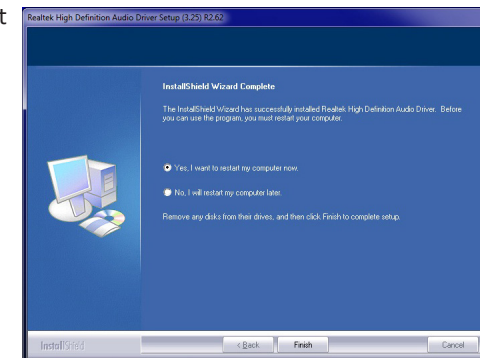 t
Realtek High Definition Audio Driver Setup (3.25) R2.62
InstallShield Wizard Complete
The InstallShield Wizard has successfully installed Realtek High Definition Audio Driver. Before
you can use the program, you must restart your computer.
Yes, I want to restart my computer now.
No, I will restart my computer later.
Remove any disks from their drives, and then click Finish to complete setup.
InstallShield
< Back
Finish
Cancel